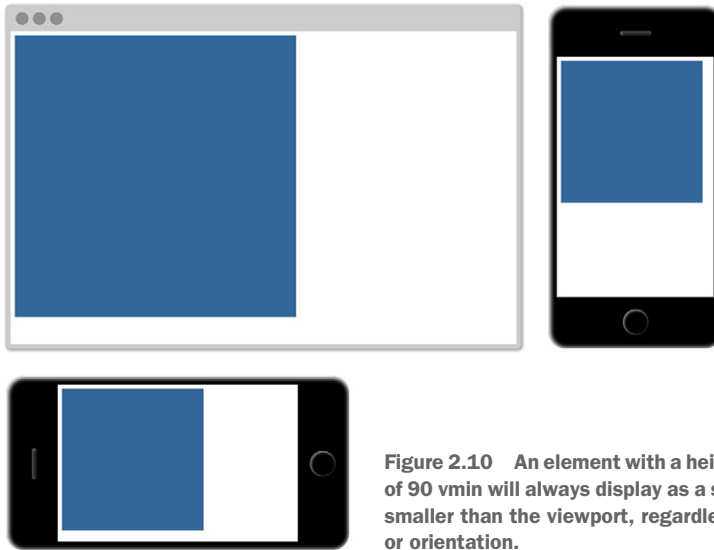 Figure 2.10 An element with a hei
of 90 vmin will always display as a s
smaller than the viewport, regardle
or orientation.